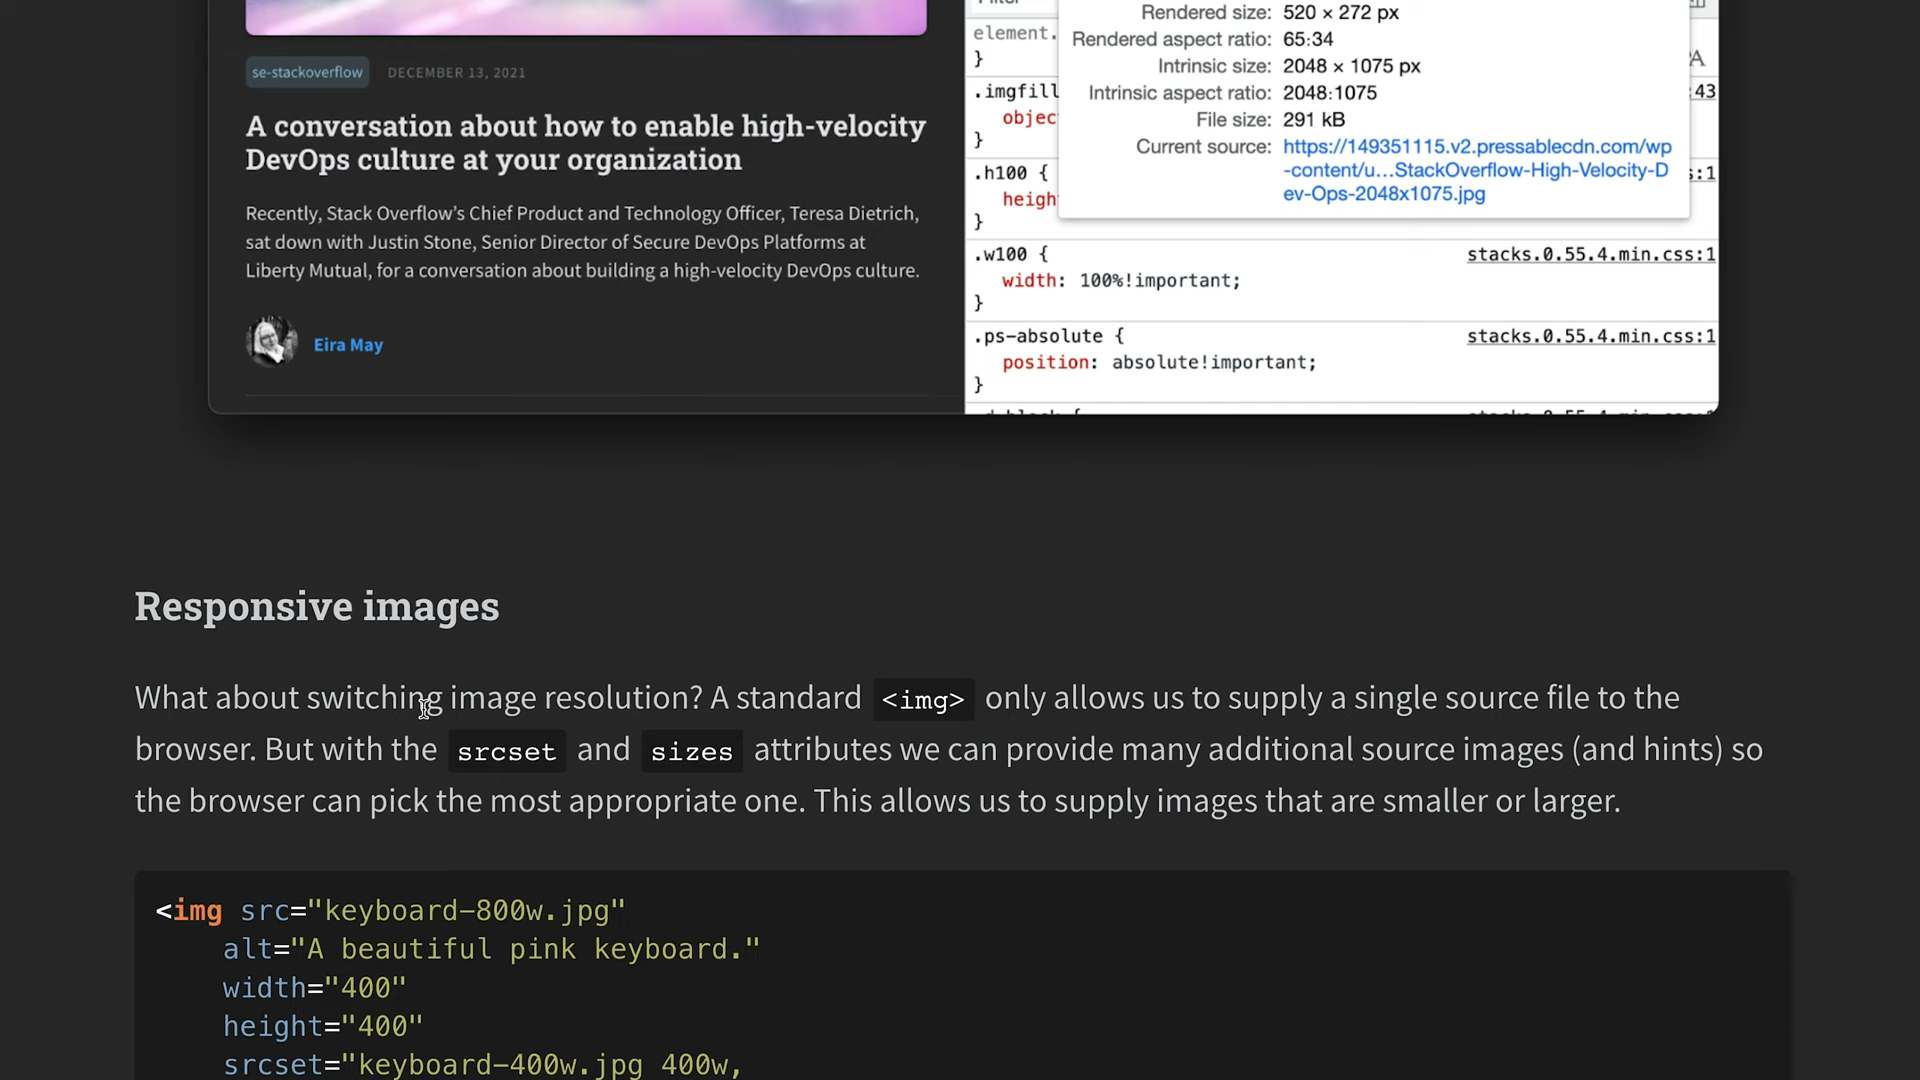 Rendered size: 520 × 272 px
element.
Rendered aspect ratio: 65:34
}
Intrinsic size: 2048 × 1075 px
se-stackoverflow DECEMBER 13, 2021
.imgfill
Intrinsic aspect ratio: 2048:1075
:43
A conversation about how to enable high-velocity
DevOps culture at your organization
objec
File size: 291 kB
}
Current source: https://149351115.v2.pressablecdn.com/wp
-content/u...StackOverflow-High-Velocity-D
ev-Ops-2048x1075.jpg
.h100 {
s:1
heigh
}
Recently, Stack Overflow's Chief Product and Technology Officer, Teresa Dietrich,
sat down with Justin Stone, Senior Director of Secure DevOps Platforms at
Liberty Mutual, for a conversation about building a high-velocity DevOps culture.
.w100 { stacks.0.55.4.min.css:1
width: 100%!important;
}
Eira May
.ps-absolute { stacks.0.55.4.min.css:1
position: absolute!important;
}
Responsive images
What about switching image resolution? A standard <img> only allows us to supply a single source file to the
browser. But with the srcset and sizes attributes we can provide many additional source images (and hints) so
the browser can pick the most appropriate one. This allows us to supply images that are smaller or larger.
<img src="keyboard-800w.jpg"
alt="A beautiful pink keyboard."
width="400"
height="400"
srcset="keyboard-400w.jpg 400w,